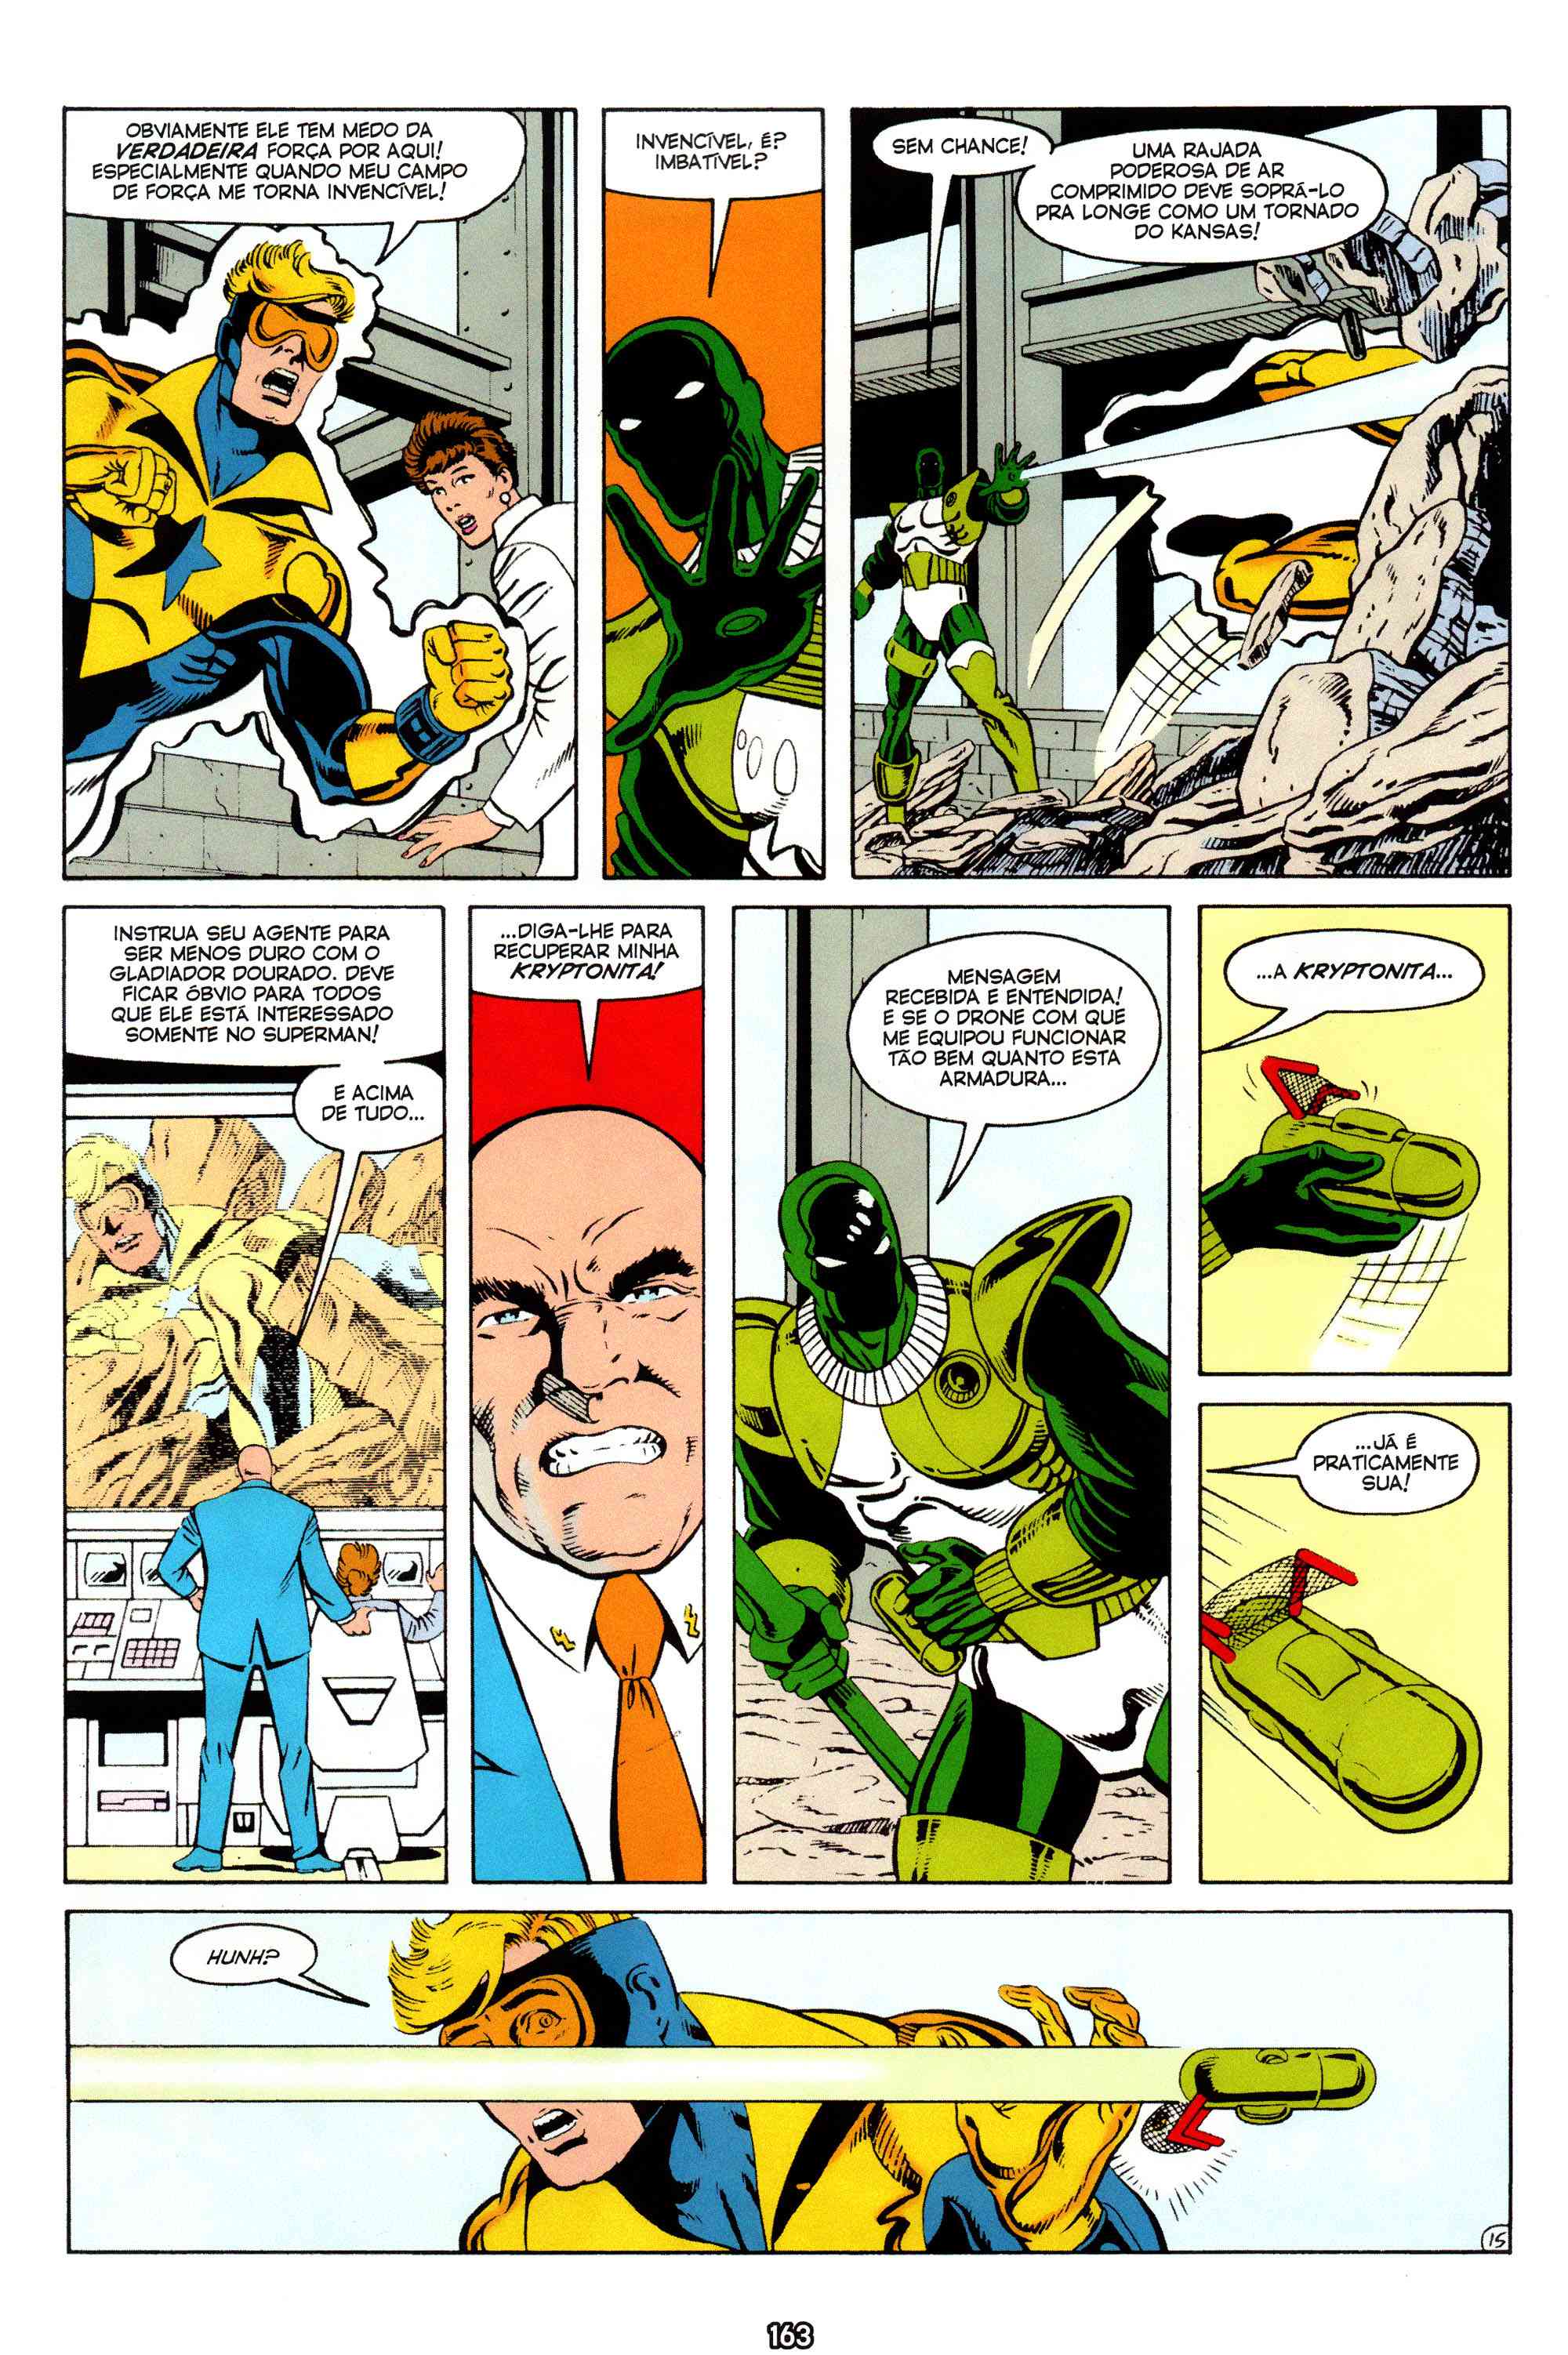 OBVIAMENTE ELE TEM MEDO DA
VERDADEIRA FORÇA POR AQUI!
ESPECIALMENTE QUANDO MEU CAMPO
DE FORÇA ME TORNA INVENCÍVEL!
INVENCÍVEL, É?
IMBATÍVEL?
SEM CHANCE!
UMA RAJADA
PODEROSA DE AR
COMPRIMIDO DEVE SOPRÁ-LO
PRA LONGE COMO UM TORNADO
DO KANSAS!
INSTRUA SEU AGENTE PARA
SER MENOS DURO COM O
GLADIADOR DOURADO. DEVE
FICAR ÓBVIO PARA TODOS
QUE ELE ESTÁ INTERESSADO
SOMENTE NO SUPERMAN!
E ACIMA
DE TUDO...
...DIGA-LHE PARA
RECUPERAR MINHA
KRYPTONITA!
MENSAGEM
RECEBIDA E ENTENDIDA!
E SE O DRONE COM QUE
ME EQUIPOU FUNCIONAR
TÃO BEM QUANTO ESTA
ARMADURA...
...A KRYPTONITA...
...JÁ É
PRATICAMENTE
SUA!
HUNH?
15
163